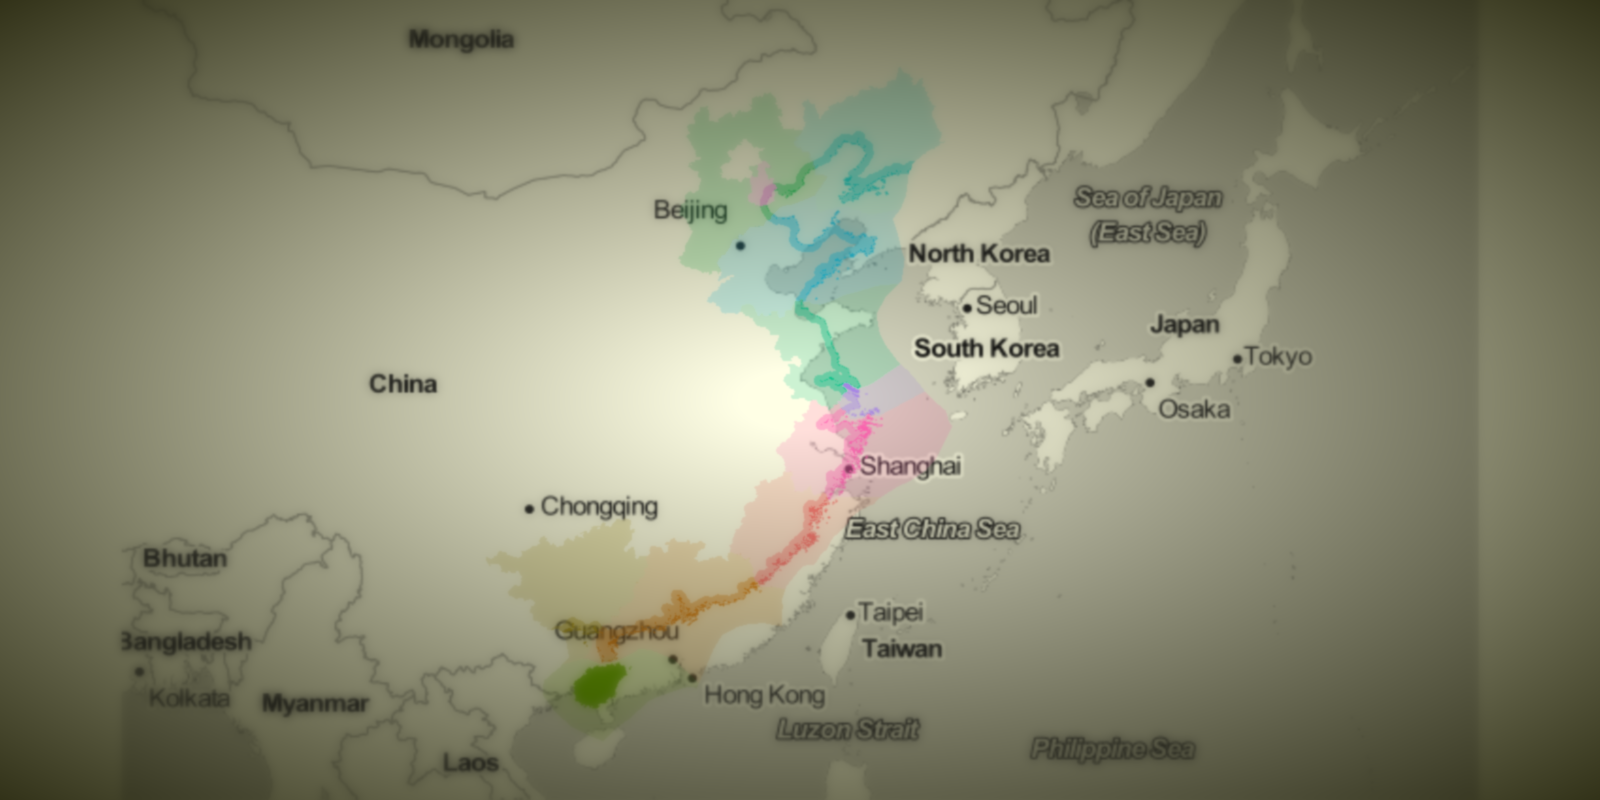 Mongolia
Beijing
Sea of Japan
(East Sea)
North Korea
Seoul
Japan
South Korea
Tokyo
China
Osaka
Shanghai
Chongqing
East China Sea
Bhutan
Taipei
Guangzhou
Bangladesh
Taiwan
Kolkata
Myanmar
Hong Kong
Luzon Strait
Philippine Sea
Laos